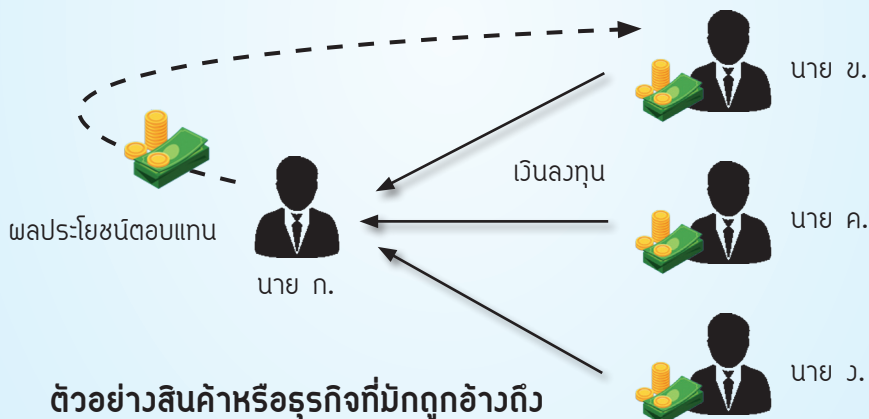 นาย ข.
เงินลงทุน
ผลประโยชน์ตอบแทน
นาย ค.
นาย ก.
นาย ง.
ตัวอย่างสินค้าหรือธุรกิจที่มักถูกอ้างถึง